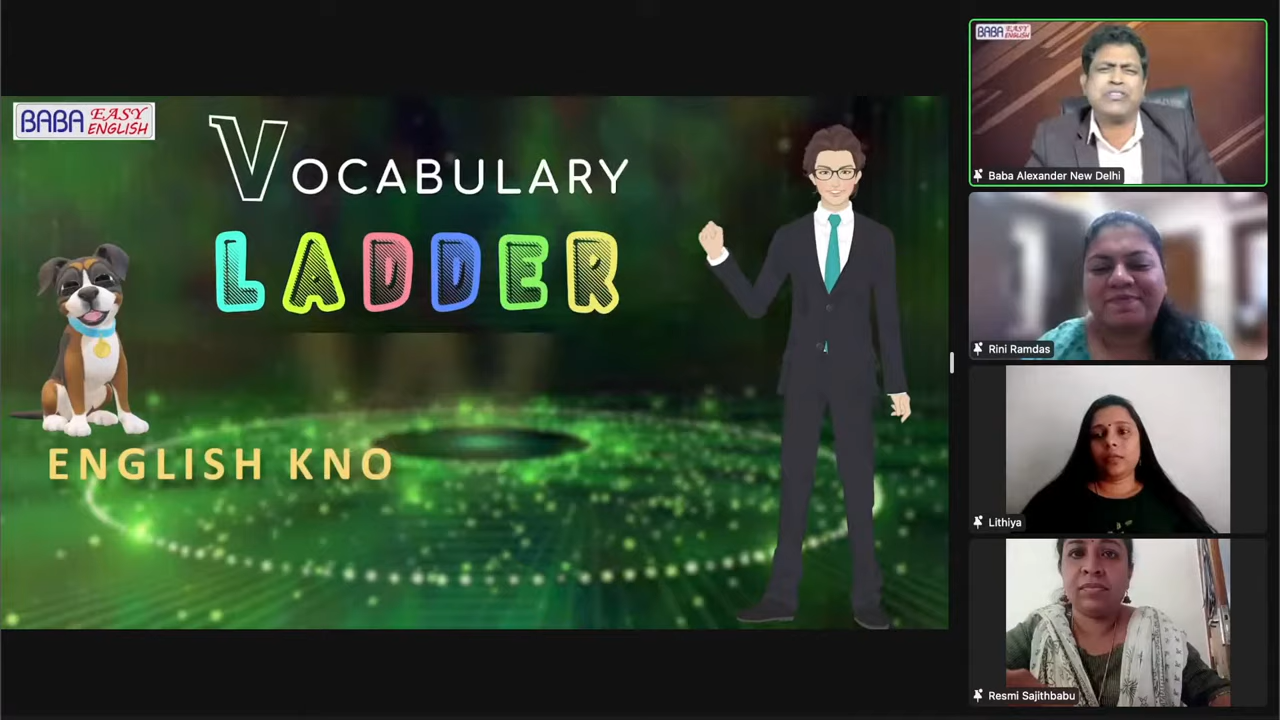 BABA EASY ENGLISH
VOCABULARY
LADDER
ENGLISH KNO
BABA EASY ENGLISH
Baba Alexander New Delhi
Rini Ramdas
Lithiya
Resmi Sajithbabu